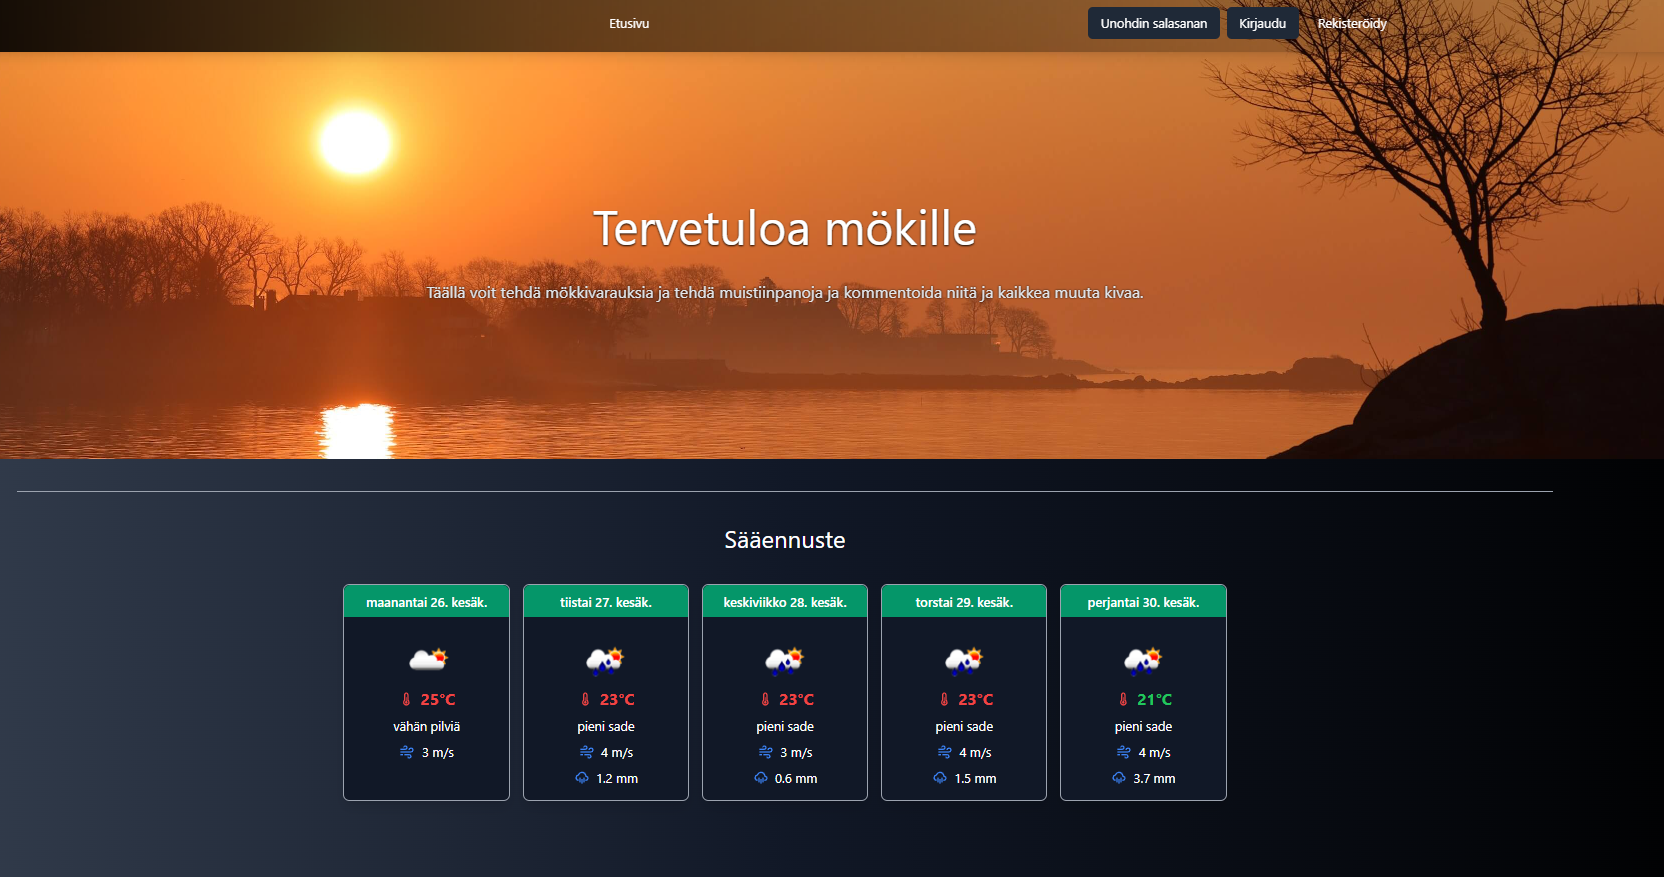 Etusivu
Unohdin salasanan
Kirjaudu
Rekisteröidy
Tervetuloa mökille
Täällä voit tehdä mökkivarauksia ja tehdä muistiinpanoja ja kommentoida niitä ja kaikkea muuta kivaa.
Sääennuste
maanantai 26. kesäk.
25°C
vähän pilviä
3 m/s
tiistai 27. kesäk.
23°C
pieni sade
4 m/s
1.2 mm
keskiviikko 28. kesäk.
23°C
pieni sade
3 m/s
0.6 mm
torstai 29. kesäk.
23°C
pieni sade
4 m/s
1.5 mm
perjantai 30. kesäk.
21°C
pieni sade
4 m/s
3.7 mm